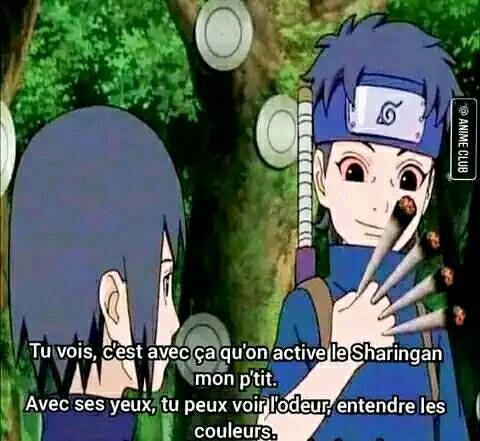 @ ANIME CLUB
Tu vois, c'est avec ça qu'on active le Sharingan
mon p'tit.
Avec ses yeux, tu peux voir l'odeur, entendre les
couleurs.